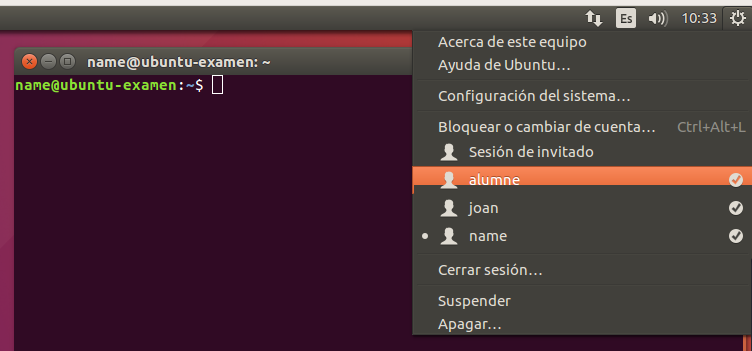 Es 10:33
name@ubuntu-examen: ~
name@ubuntu-examen:~$
Acerca de este equipo
Ayuda de Ubuntu…
Configuración del sistema…
Bloquear o cambiar de cuenta… Ctrl+Alt+L
Sesión de invitado
alumne
joan
name
Cerrar sesión…
Suspender
Apagar…